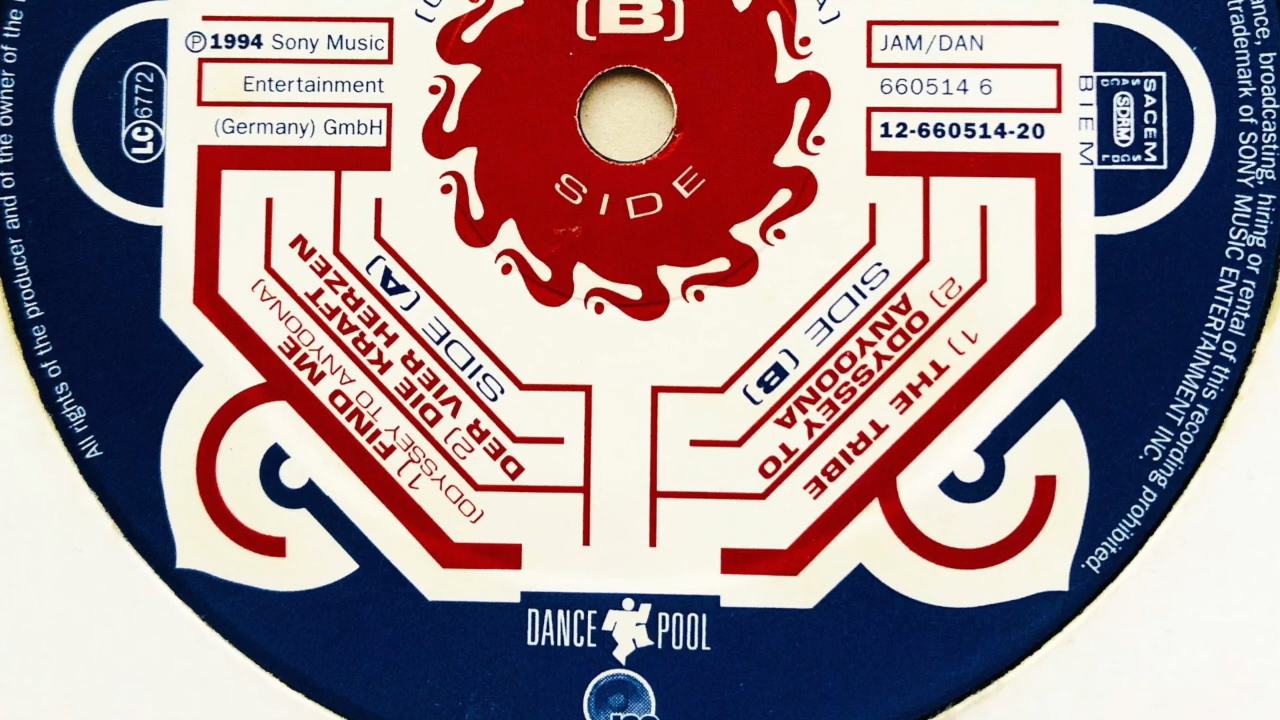 [B]
SIDE
℗1994 Sony Music
Entertainment
(Germany) GmbH
JAM/DAN
660514 6
12-660514-20
LC 6772
BIEM
SACEM
SACD
SDRM
SGDL
SIDE [A]
1) FIND ME
(ODYSSEY TO ANYOONA)
2) DIE KRAFT
DER VIER HERZEN
SIDE [B]
1) THE TRIBE
2) ODYSSEY TO
ANYOONA
DANCE POOL
All rights of the producer and of the owner of the
ance, broadcasting, hiring or rental of this recording prohibited.
trademark of SONY MUSIC ENTERTAINMENT INC.